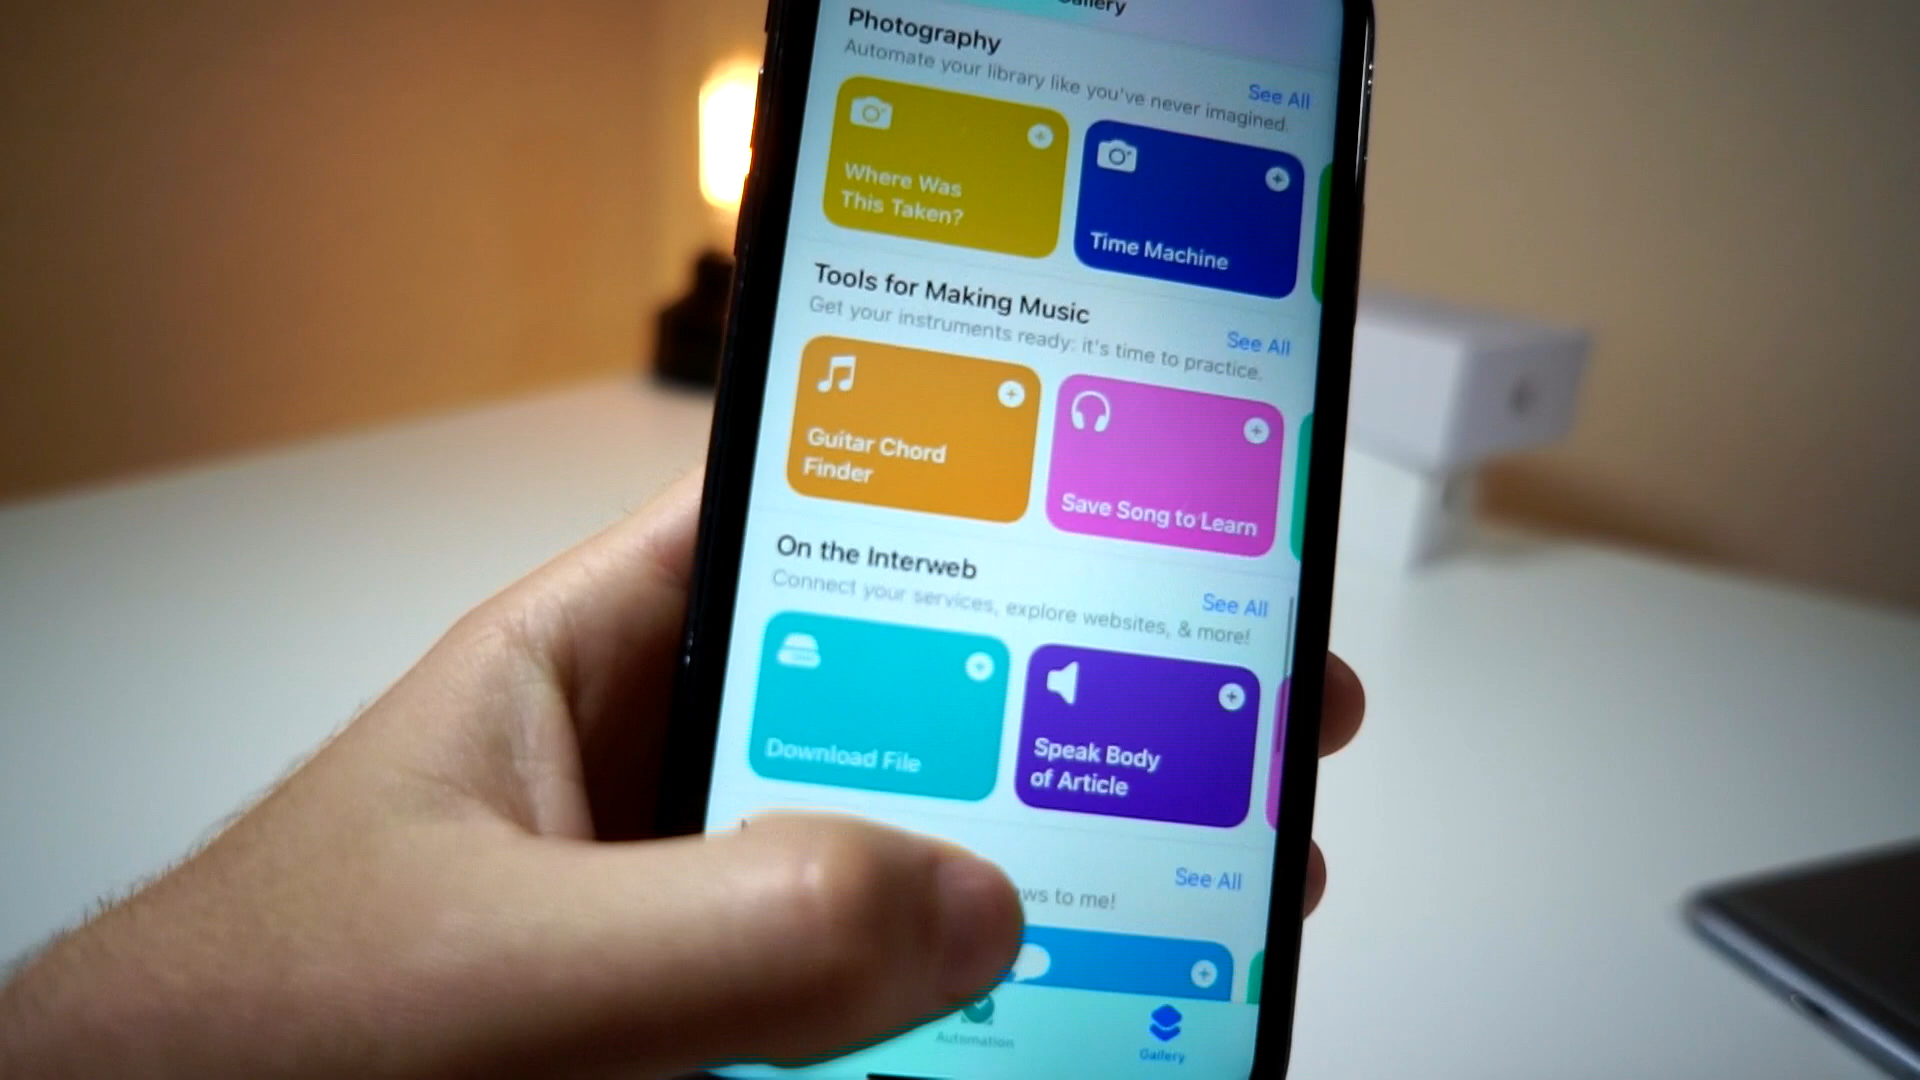 Gallery
Photography
See All
Automate your library like you've never imagined.
Where Was
This Taken?
Time Machine
Tools for Making Music
See All
Get your instruments ready: it's time to practice.
Guitar Chord
Finder
Save Song to Learn
On the Interweb
See All
Connect your services, explore websites, & more!
Download File
Speak Body
of Article
See All
ws to me!
Automation
Gallery